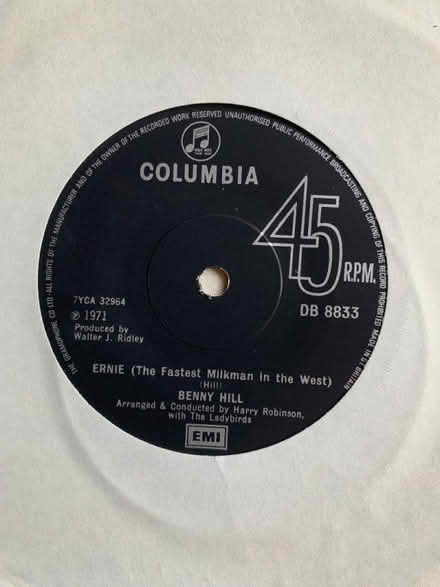 THE GRAMOPHONE CO LTD·ALL RIGHTS OF THE MANUFACTURER AND OF THE OWNER OF THE RECORDED WORK RESERVED UNAUTHORISED PUBLIC PERFORMANCE BROADCASTING AND COPYING OF THIS RECORD PROHIBITED·MADE IN GT BRITAIN
COLUMBIA
45
R.P.M.
7YCA 32964
DB 8833
℗ 1971
Produced by
Walter J. Ridley
ERNIE (The Fastest Milkman in the West)
(Hill)
BENNY HILL
Arranged & Conducted by Harry Robinson,
with The Ladybirds
EMI